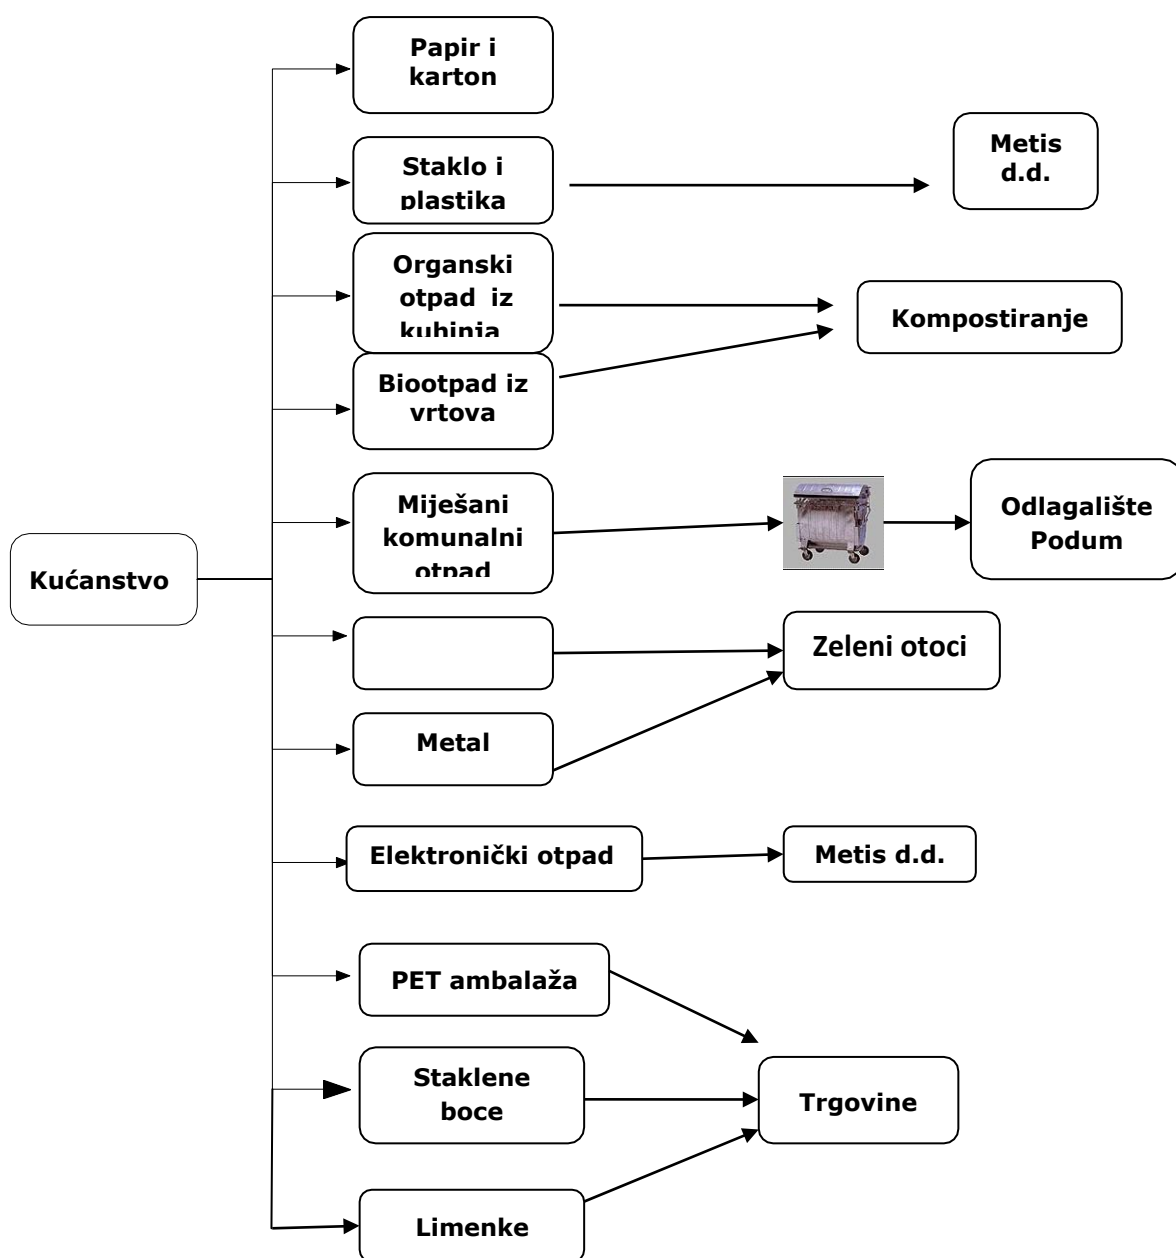 Papir i
karton
Metis
d.d.
Staklo i
plastika
Organski
otpad iz
kuhinja
Kompostiranje
Biootpad iz
vrtova
Miješani
komunalni
otpad
Odlagalište
Podum
Kućanstvo
Zeleni otoci
Metal
Elektronički otpad
Metis d.d.
PET ambalaža
Staklene
boce
Trgovine
Limenke